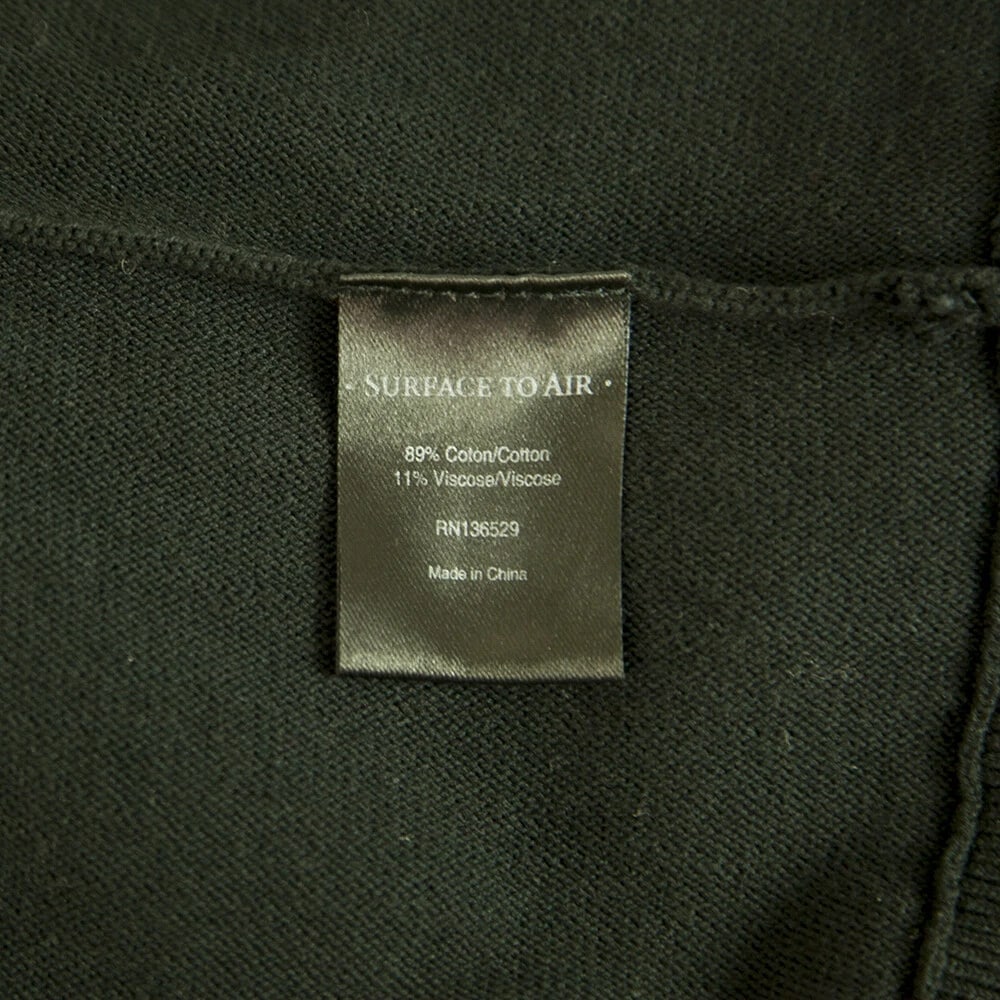 · SURFACE TO AIR ·
89% Coton/Cotton
11% Viscose/Viscose
RN136529
Made in China